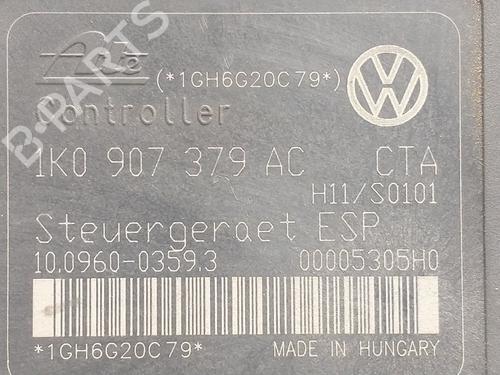 Ate (*1GH6G20C79*)
Controller
1K0 907 379 AC CTA
H11/S0101
Steuergeraet ESP
10.0960-0359.3 00005305H0
*1GH6G20C79* MADE IN HUNGARY
B-PARTS